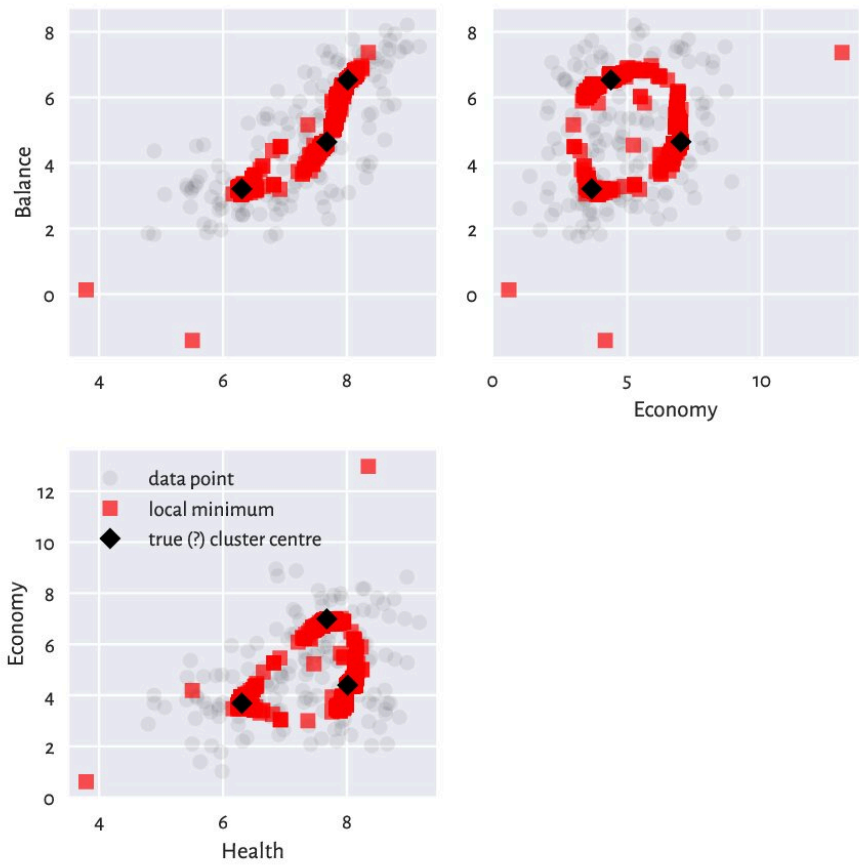 8
6
4
2
0
Balance
4 6 8
8
6
4
2
0
0 5 10
Economy
12
10
8
6
4
2
0
Economy
data point
local minimum
true (?) cluster centre
4 6 8
Health